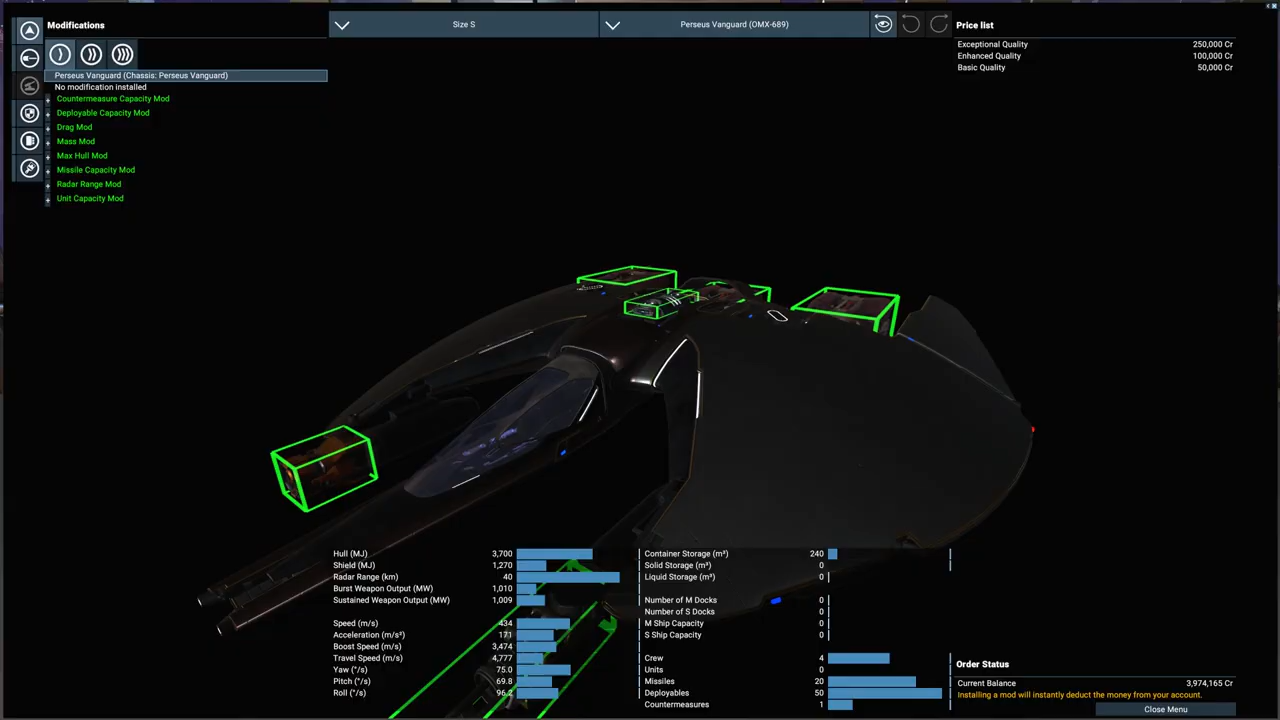 Modifications
Size S
Perseus Vanguard (OMX-689)
Price list
Exceptional Quality 250,000 Cr
Enhanced Quality 100,000 Cr
Basic Quality 50,000 Cr
Perseus Vanguard (Chassis: Perseus Vanguard)
No modification installed
Countermeasure Capacity Mod
Deployable Capacity Mod
Drag Mod
Mass Mod
Max Hull Mod
Missile Capacity Mod
Radar Range Mod
Unit Capacity Mod
Hull (MJ) 3,700
Shield (MJ) 1,270
Radar Range (km) 40
Burst Weapon Output (MW) 1,010
Sustained Weapon Output (MW) 1,009
Speed (m/s) 434
Acceleration (m/s²) 171
Boost Speed (m/s) 3,474
Travel Speed (m/s) 4,777
Yaw (°/s) 75.0
Pitch (°/s) 69.8
Roll (°/s) 96.2
Container Storage (m³) 240
Solid Storage (m³) 0
Liquid Storage (m³) 0
Number of M Docks 0
Number of S Docks 0
M Ship Capacity 0
S Ship Capacity 0
Crew 4
Units 0
Missiles 20
Deployables 50
Countermeasures 1
Order Status
Current Balance 3,974,165 Cr
Installing a mod will instantly deduct the money from your account.
Close Menu